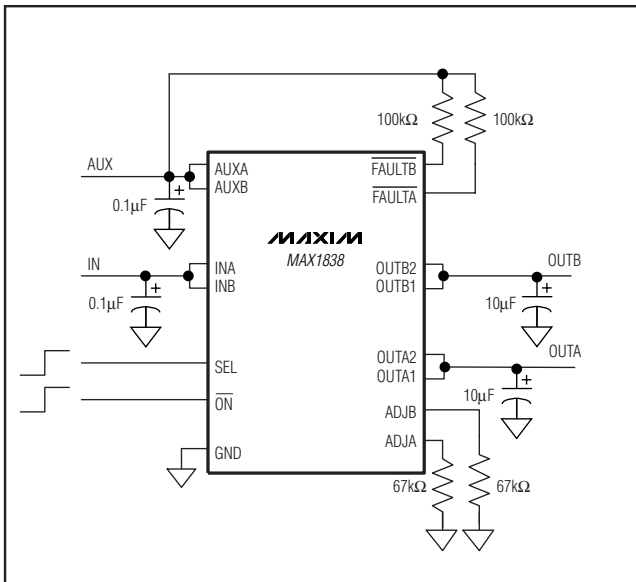 100kΩ 100kΩ
AUX
AUXA
AUXB
0.1µF
+
FAULTB
FAULTA
MAXIM
MAX1838
IN
INA
INB
0.1µF
+
OUTB2
OUTB1
OUTB
10µF
+
SEL
ON
OUTA2
OUTA1
OUTA
10µF
+
ADJB
ADJA
GND
67kΩ 67kΩ